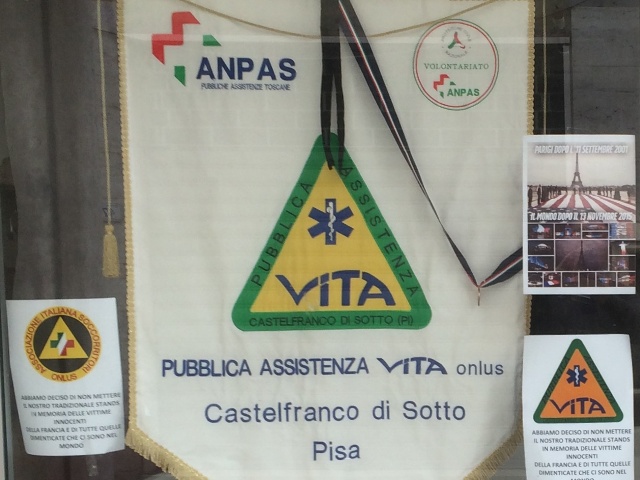 ANPAS
PUBBLICHE ASSISTENZE TOSCANE
VOLONTARIATO
ANPAS
PUBBLICA ASSISTENZA
VITA
CASTELFRANCO DI SOTTO (PI)
PUBBLICA ASSISTENZA VITA onlus
Castelfranco di Sotto
Pisa
PARIGI DOPO L'11 SETTEMBRE 2001
IL MONDO DOPO IL 13 NOVEMBRE 2015
ASSOCIAZIONE ITALIANA SOCCORRITORI
ONLUS
ABBIAMO DECISO DI NON METTERE
IL NOSTRO TRADIZIONALE STANDS
IN MEMORIA DELLE VITTIME
INNOCENTI
DELLA FRANCIA E DI TUTTE QUELLE
DIMENTICATE CHE CI SONO NEL
MONDO
VITA
ABBIAMO DECISO DI NON METTERE
IL NOSTRO TRADIZIONALE STANDS
IN MEMORIA DELLE VITTIME
INNOCENTI
DELLA FRANCIA E DI TUTTE QUELLE
DIMENTICATE CHE CI SONO NEL
MONDO